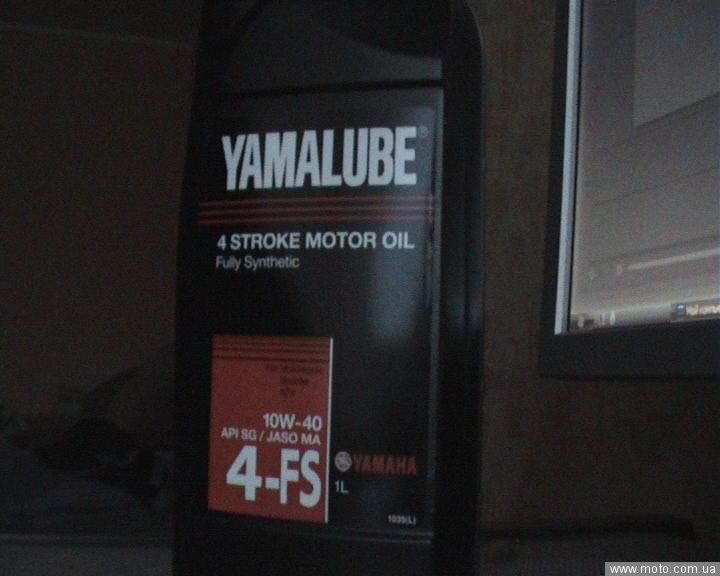 YAMALUBE®
4 STROKE MOTOR OIL
Fully Synthetic
10W-40
API SG / JASO MA
4-FS
YAMAHA
1L
www.moto.com.ua